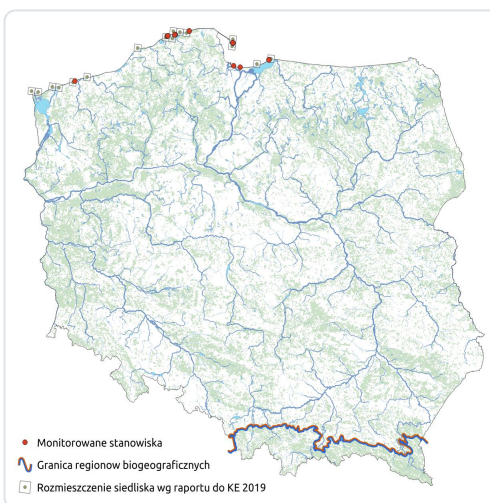 Monitorowane stanowiska
Granica regionow biogeograficznych
Rozmieszczenie siedliska wg raportu do KE 2019